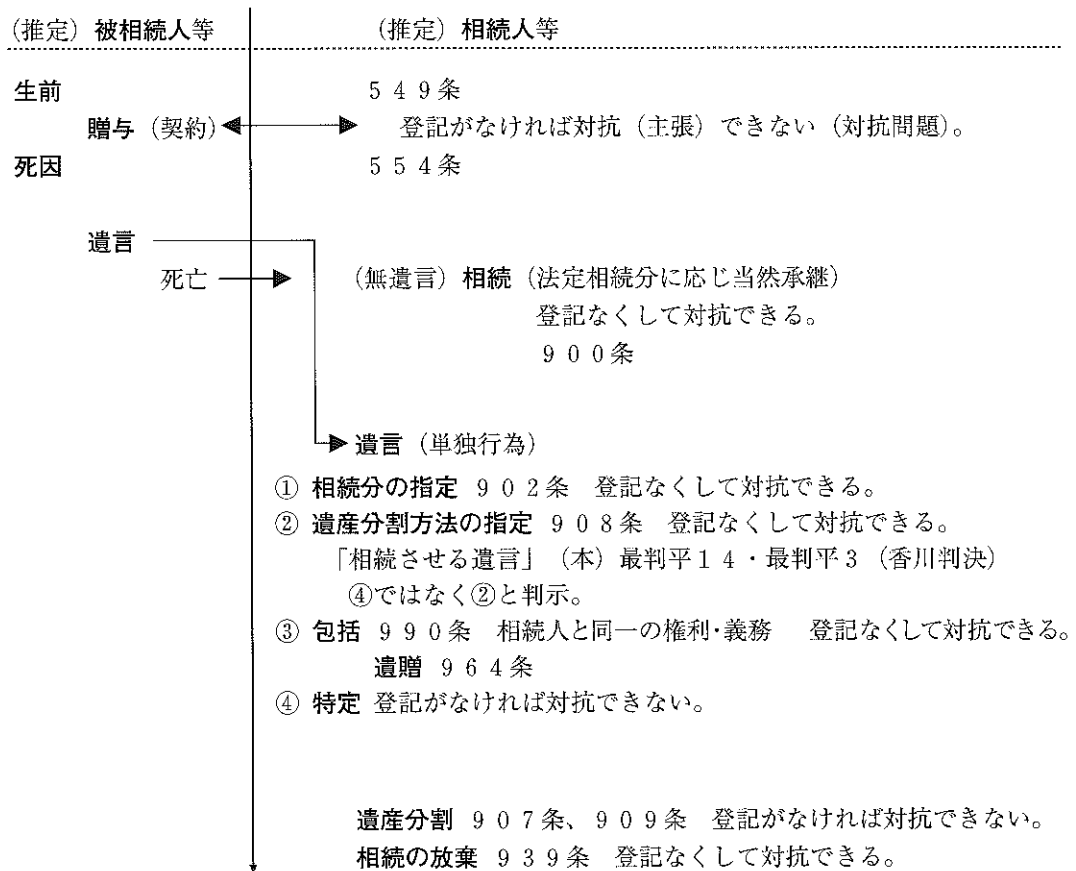 (推定)被相続人等 (推定)相続人等
生前 549条
贈与(契約) 登記がなければ対抗(主張)できない(対抗問題)。
死因 554条
遺言
死亡 (無遺言)相続(法定相続分に応じ当然承継)
登記なくして対抗できる。
900条
遺言(単独行為)
① 相続分の指定 902条 登記なくして対抗できる。
② 遺産分割方法の指定 908条 登記なくして対抗できる。
「相続させる遺言」(本)最判平14・最判平3(香川判決)
④ではなく②と判示。
③ 包括 990条 相続人と同一の権利・義務 登記なくして対抗できる。
遺贈 964条
④ 特定 登記がなければ対抗できない。
遺産分割 907条、909条 登記がなければ対抗できない。
相続の放棄 939条 登記なくして対抗できる。